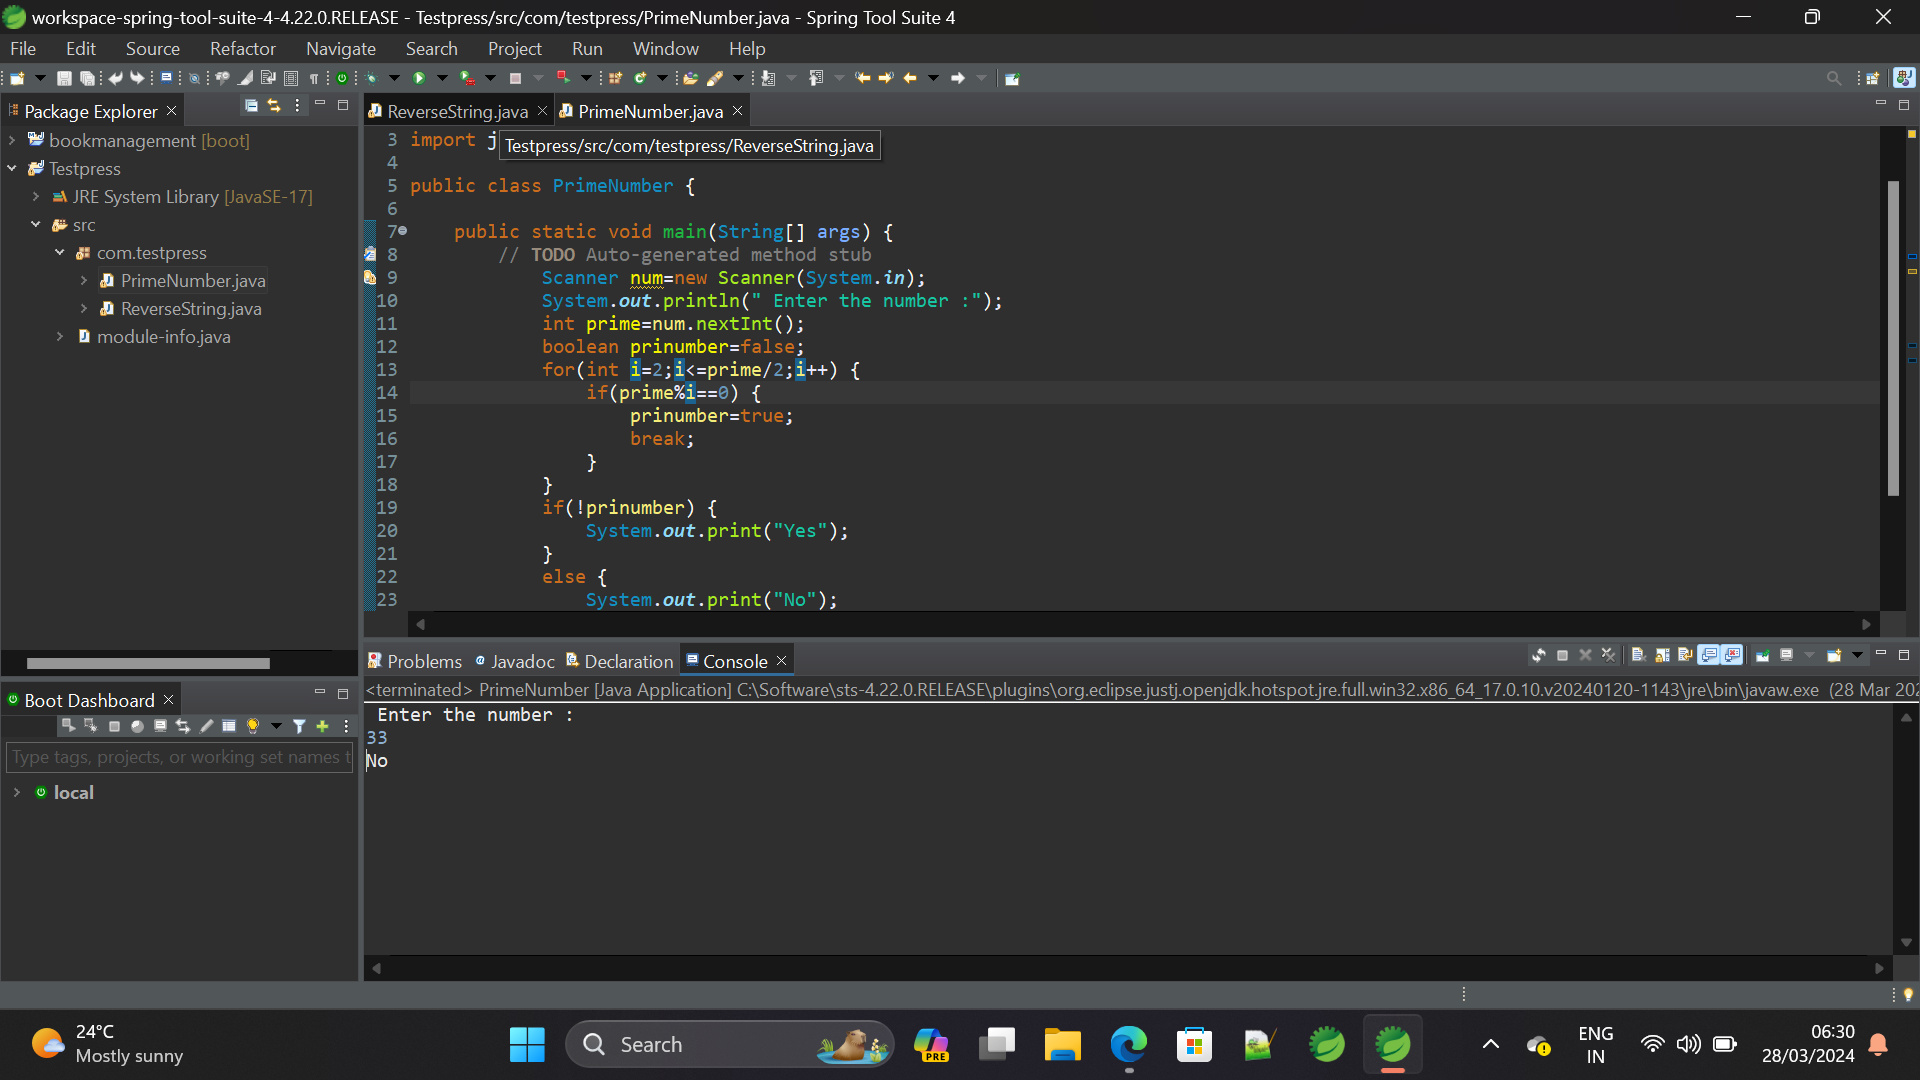 workspace-spring-tool-suite-4-4.22.0.RELEASE - Testpress/src/com/testpress/PrimeNumber.java - Spring Tool Suite 4
File Edit Source Refactor Navigate Search Project Run Window Help
Package Explorer
bookmanagement [boot]
Testpress
JRE System Library [JavaSE-17]
src
com.testpress
PrimeNumber.java
ReverseString.java
module-info.java
ReverseString.java PrimeNumber.java
3 import j
Testpress/src/com/testpress/ReverseString.java
4
5 public class PrimeNumber {
6
7 public static void main(String[] args) {
8 // TODO Auto-generated method stub
9 Scanner num=new Scanner(System.in);
10 System.out.println(" Enter the number :");
11 int prime=num.nextInt();
12 boolean prinumber=false;
13 for(int i=2;i<=prime/2;i++) {
14 if(prime%i==0) {
15 prinumber=true;
16 break;
17 }
18 }
19 if(!prinumber) {
20 System.out.print("Yes");
21 }
22 else {
23 System.out.print("No");
Problems Javadoc Declaration Console
<terminated> PrimeNumber [Java Application] C:\Software\sts-4.22.0.RELEASE\plugins\org.eclipse.justj.openjdk.hotspot.jre.full.win32.x86_64_17.0.10.v20240120-1143\jre\bin\javaw.exe (28 Mar 202
Enter the number :
33
No
Boot Dashboard
Type tags, projects, or working set names t
local
24°C
Mostly sunny
Search
PRE
ENG
IN
06:30
28/03/2024